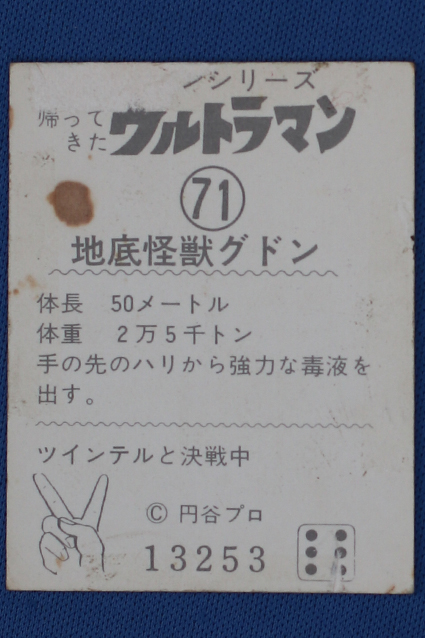 ンシリーズ
帰って
きた ウルトラマン
71
地底怪獣グドン
体長 50メートル
体重 2万5千トン
手の先のハリから強力な毒液を
出す。
ツインテルと決戦中
© 円谷プロ
13253